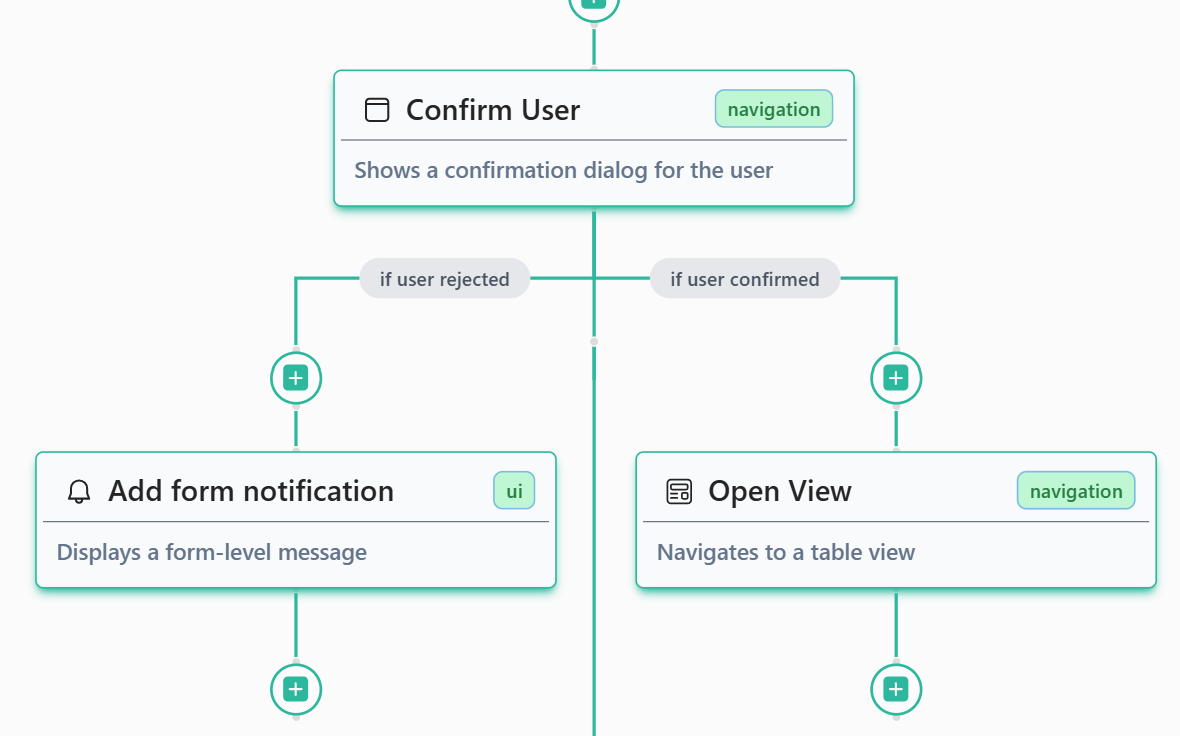 Confirm User
navigation
Shows a confirmation dialog for the user
if user rejected
if user confirmed
Add form notification
ui
Displays a form-level message
Open View
navigation
Navigates to a table view